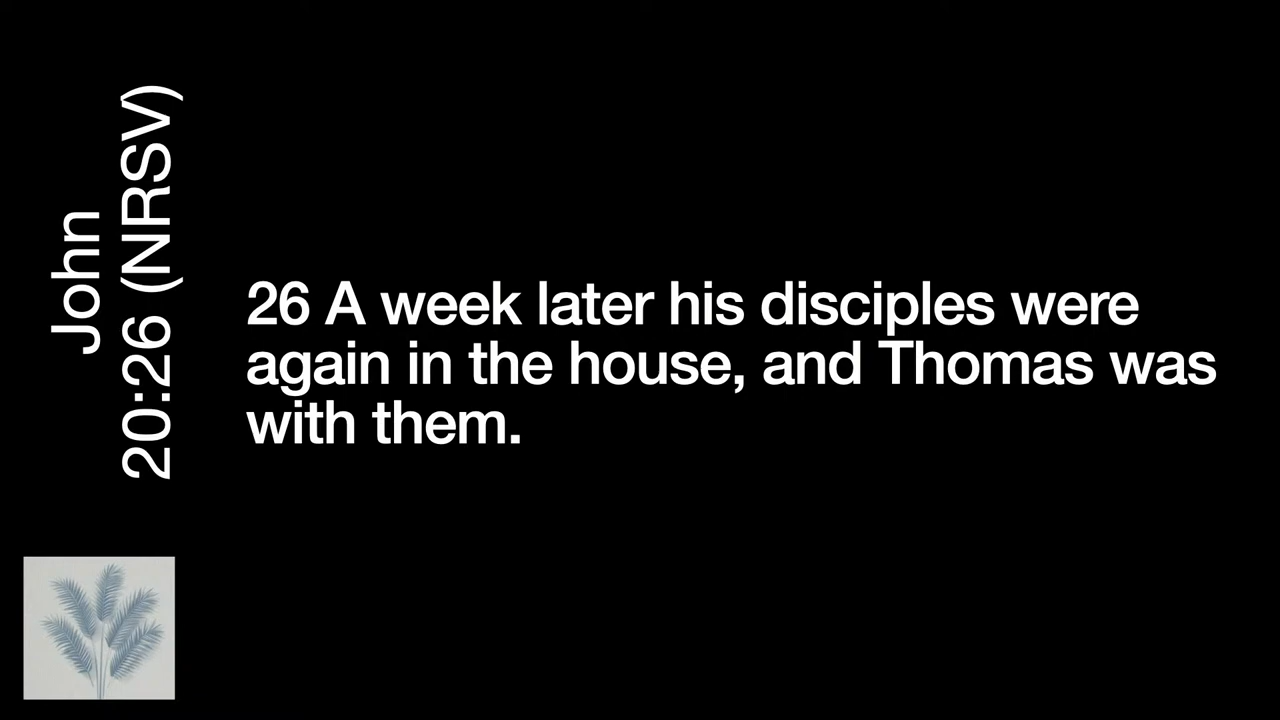 John
20:26 (NRSV)
26 A week later his disciples were
again in the house, and Thomas was
with them.